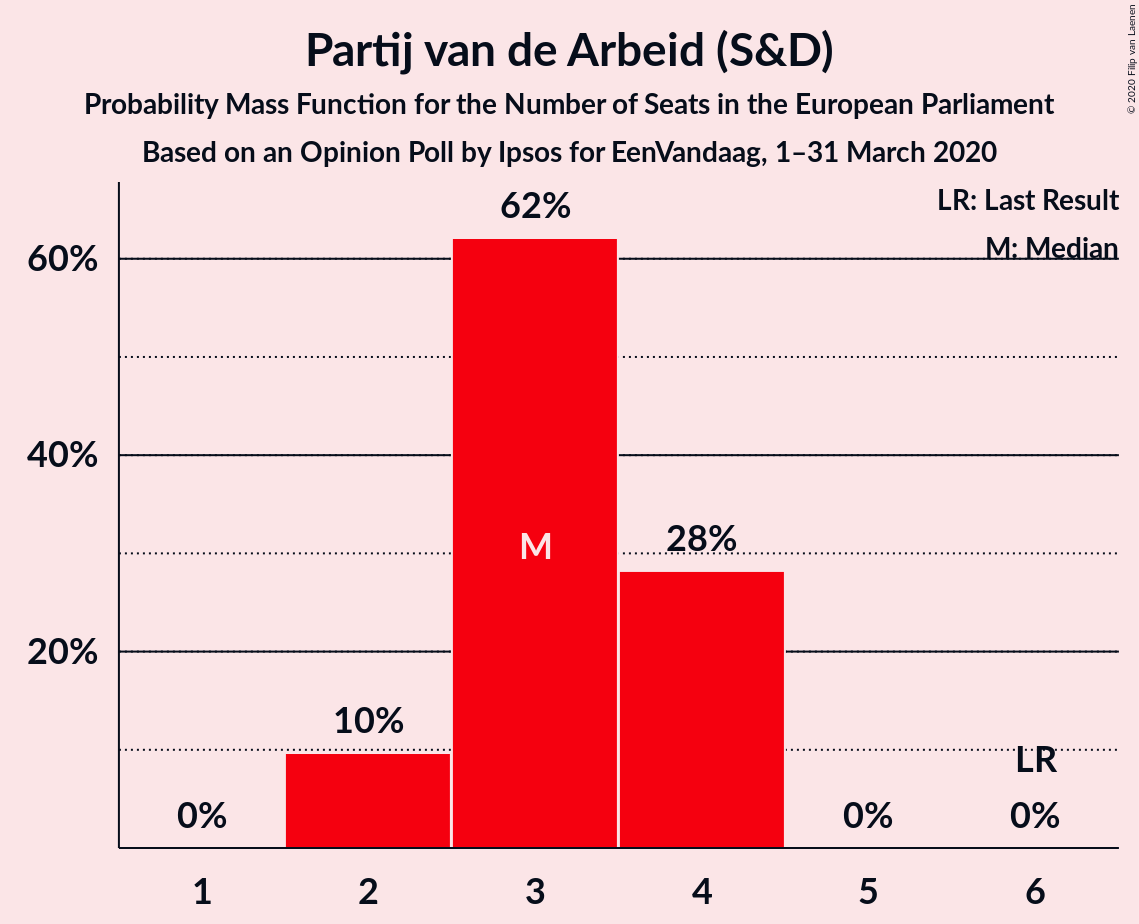 Partij van de Arbeid (S&D)
Probability Mass Function for the Number of Seats in the European Parliament
Based on an Opinion Poll by Ipsos for EenVandaag, 1–31 March 2020
© 2020 Filip van Laenen
LR: Last Result
M: Median
60%
40%
20%
0%
10%
62%
M
28%
0%
LR
0%
1
2
3
4
5
6